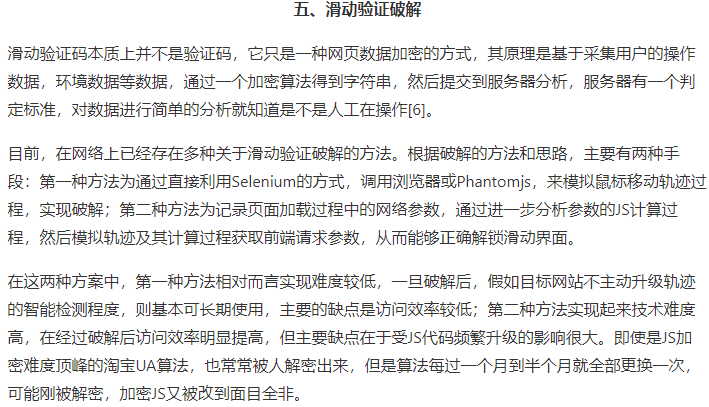 五、滑动验证破解
滑动验证码本质上并不是验证码，它只是一种网页数据加密的方式，其原理是基于采集用户的操作
数据，环境数据等数据，通过一个加密算法得到字符串，然后提交到服务器分析，服务器有一个判
定标准，对数据进行简单的分析就知道是不是人工在操作[6]。
目前，在网络上已经存在多种关于滑动验证破解的方法。根据破解的方法和思路，主要有两种手
段：第一种方法为通过直接利用Selenium的方式，调用浏览器或Phantomjs，来模拟鼠标移动轨迹过
程，实现破解；第二种方法为记录页面加载过程中的网络参数，通过进一步分析参数的JS计算过
程，然后模拟轨迹及其计算过程获取前端请求参数，从而能够正确解锁滑动界面。
在这两种方案中，第一种方法相对而言实现难度较低，一旦破解后，假如目标网站不主动升级轨迹
的智能检测程度，则基本可长期使用，主要的缺点是访问效率较低；第二种方法实现起来技术难度
高，在经过破解后访问效率明显提高，但主要缺点在于受JS代码频繁升级的影响很大。即使是JS加
密难度顶峰的淘宝UA算法，也常常被人解密出来，但是算法每过一个月到半个月就全部更换一次，
可能刚被解密，加密JS又被改到面目全非。